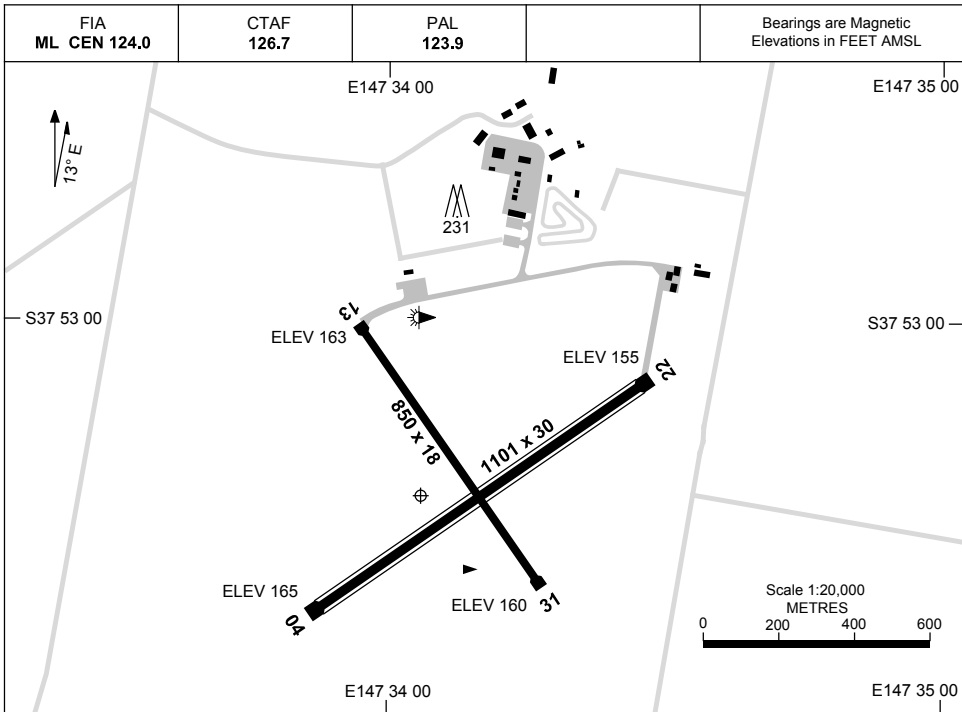 FIA
ML CEN 124.0
CTAF
126.7
PAL
123.9
Bearings are Magnetic
Elevations in FEET AMSL
E147 34 00
E147 35 00
13° E
231
S37 53 00
13
ELEV 163
S37 53 00
ELEV 155
22
850 x 18
1101 x 30
ELEV 165
04
ELEV 160
31
Scale 1:20,000
METRES
0 200 400 600
E147 34 00
E147 35 00